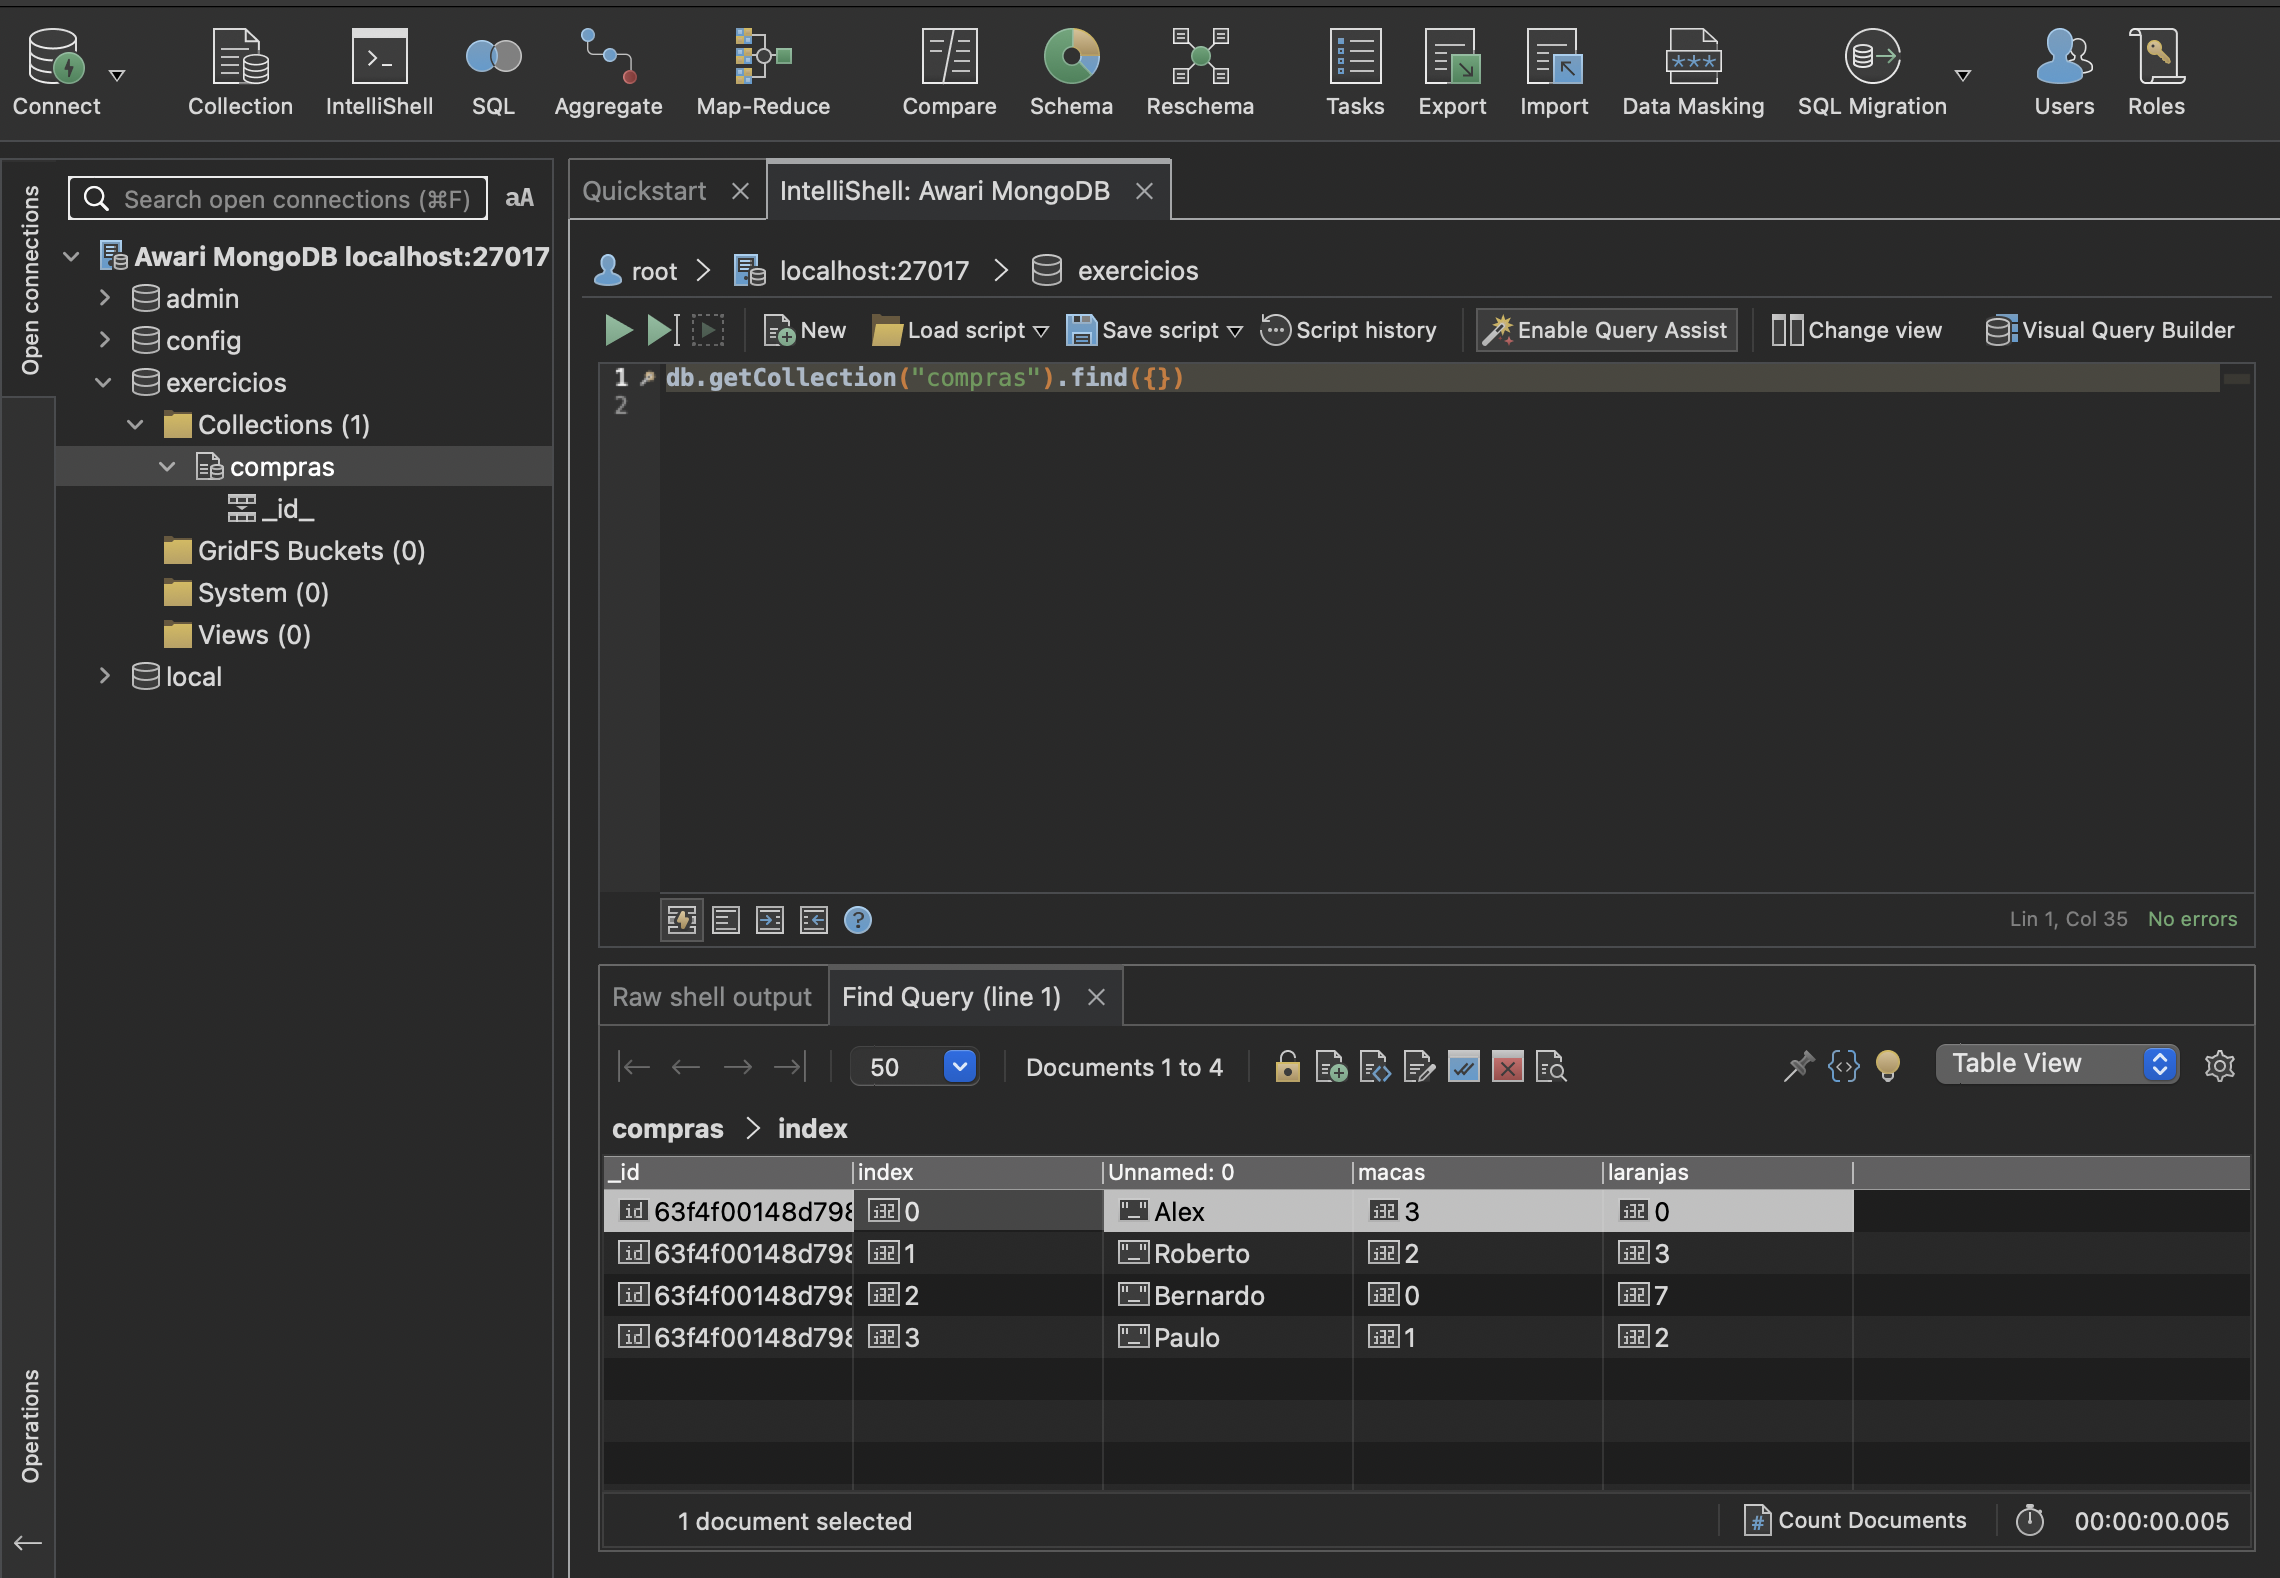 Connect
Collection
IntelliShell
SQL
Aggregate
Map-Reduce
Compare
Schema
Reschema
Tasks
Export
Import
Data Masking
SQL Migration
Users
Roles
Open connections
Search open connections (⌘F)
aA
Awari MongoDB localhost:27017
admin
config
exercicios
Collections (1)
compras
_id_
GridFS Buckets (0)
System (0)
Views (0)
local
Operations
Quickstart
IntelliShell: Awari MongoDB
root > localhost:27017 > exercicios
New
Load script
Save script
Script history
Enable Query Assist
Change view
Visual Query Builder
1 db.getCollection("compras").find({})
2
Lin 1, Col 35 No errors
Raw shell output
Find Query (line 1)
50
Documents 1 to 4
Table View
compras > index
_id index Unnamed: 0 macas laranjas
63f4f00148d798 0 Alex 3 0
63f4f00148d798 1 Roberto 2 3
63f4f00148d798 2 Bernardo 0 7
63f4f00148d798 3 Paulo 1 2
1 document selected
Count Documents
00:00:00.005